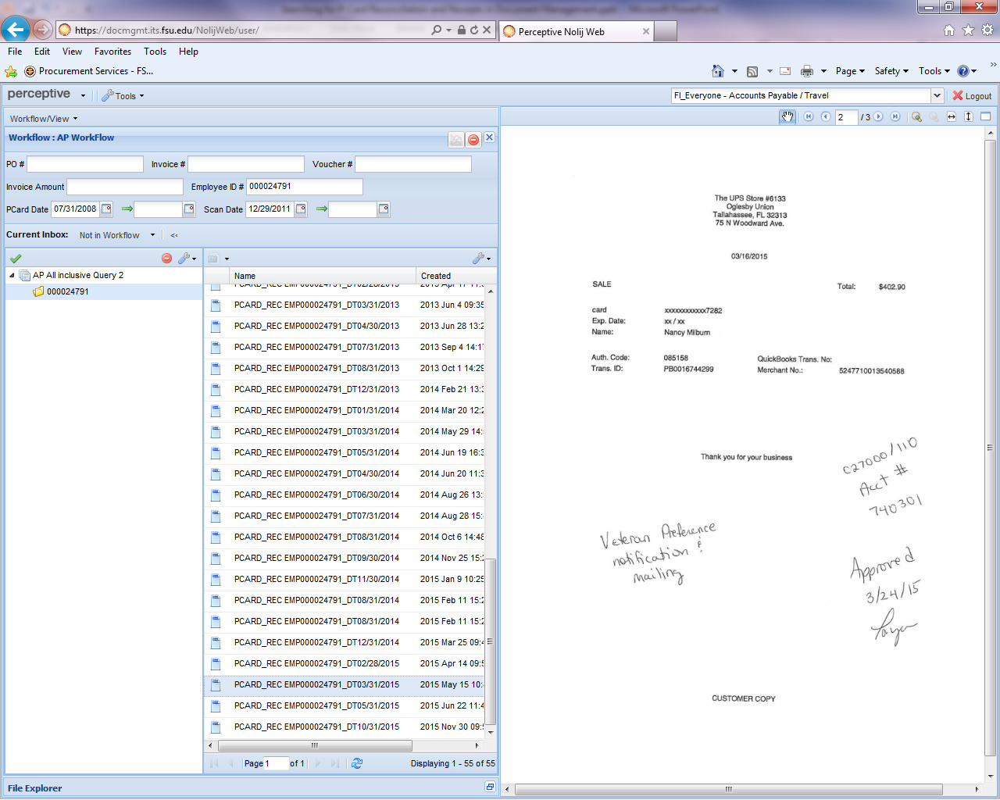 https://docmgmt.its.fsu.edu/NolijWeb/user/
Perceptive Nolij Web
File Edit View Favorites Tools Help
Procurement Services - FS...
Page Safety Tools
perceptive
Tools
FI_Everyone - Accounts Payable / Travel
Logout
Workflow/View
2 / 3
Workflow : AP WorkFlow
PO # Invoice # Voucher #
Invoice Amount Employee ID # 000024791
PCard Date 07/31/2008 Scan Date 12/29/2011
Current Inbox: Not in Workflow <<
AP All inclusive Query 2
000024791
Name Created
PCARD_REC EMP000024791_DT02/28/2013 2013 Apr 17 11:
PCARD_REC EMP000024791_DT03/31/2013 2013 Jun 4 09:35
PCARD_REC EMP000024791_DT04/30/2013 2013 Jun 28 13:2
PCARD_REC EMP000024791_DT07/31/2013 2013 Sep 4 14:17
PCARD_REC EMP000024791_DT08/31/2013 2013 Oct 1 14:29
PCARD_REC EMP000024791_DT12/31/2013 2014 Feb 21 13:3
PCARD_REC EMP000024791_DT01/31/2014 2014 Mar 20 12:2
PCARD_REC EMP000024791_DT03/31/2014 2014 May 29 14:
PCARD_REC EMP000024791_DT05/31/2014 2014 Jun 19 16:3
PCARD_REC EMP000024791_DT04/30/2014 2014 Jun 20 11:3
PCARD_REC EMP000024791_DT06/30/2014 2014 Aug 26 13:
PCARD_REC EMP000024791_DT07/31/2014 2014 Aug 28 15:
PCARD_REC EMP000024791_DT08/31/2014 2014 Oct 6 14:48
PCARD_REC EMP000024791_DT09/30/2014 2014 Nov 25 15:2
PCARD_REC EMP000024791_DT11/30/2014 2015 Jan 9 10:25
PCARD_REC EMP000024791_DT08/31/2014 2015 Feb 11 15:2
PCARD_REC EMP000024791_DT08/31/2014 2015 Feb 11 15:2
PCARD_REC EMP000024791_DT12/31/2014 2015 Mar 25 09:4
PCARD_REC EMP000024791_DT02/28/2015 2015 Apr 14 09:5
PCARD_REC EMP000024791_DT03/31/2015 2015 May 15 10:
PCARD_REC EMP000024791_DT05/31/2015 2015 Jun 22 11:4
PCARD_REC EMP000024791_DT10/31/2015 2015 Nov 30 09:5
Page 1 of 1 Displaying 1 - 55 of 55
File Explorer
The UPS Store #6133
Oglesby Union
Tallahassee, FL 32313
75 N Woodward Ave.
03/16/2015
SALE Total: $402.90
card xxxxxxxxxxxx7282
Exp. Date: xx / xx
Name: Nancy Milburn
Auth. Code: 085158 QuickBooks Trans. No:
Trans. ID: PB0016744299 Merchant No.: 5247710013540588
Thank you for your business
C27000/110
Acct #
740301
Veteran Preference
notification &
mailing
Approved
3/24/15
CUSTOMER COPY